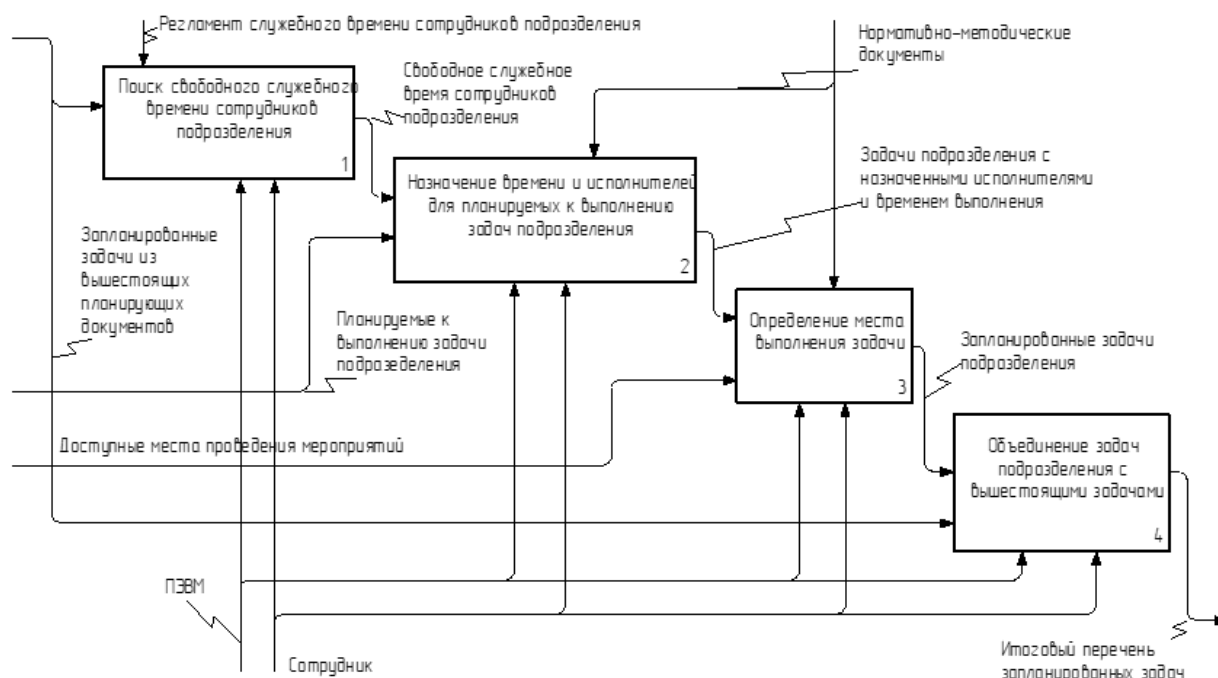 Регламент служебного времени сотрудников подразделения
Нормативно-методические
документы
Поиск свободного служебного
времени сотрудников
подразделения
1
Свободное служебное
время сотрудников
подразделения
Назначение времени и исполнителей
для планируемых к выполнению
задач подразделения
2
Задачи подразделения с
назначенными исполнителями
и временем выполнения
Запланированные
задачи из
вышестоящих
планирующих
документов
Планируемые к
выполнению задачи
подразеделения
Определение места
выполнения задачи
3
Запланированные задачи
подразделения
Доступные места проведения мероприятий
Объединение задач
подразделения с
вышестоящими задачами
4
ПЭВМ
Сотрудник
Итоговый перечень
запланированных задач